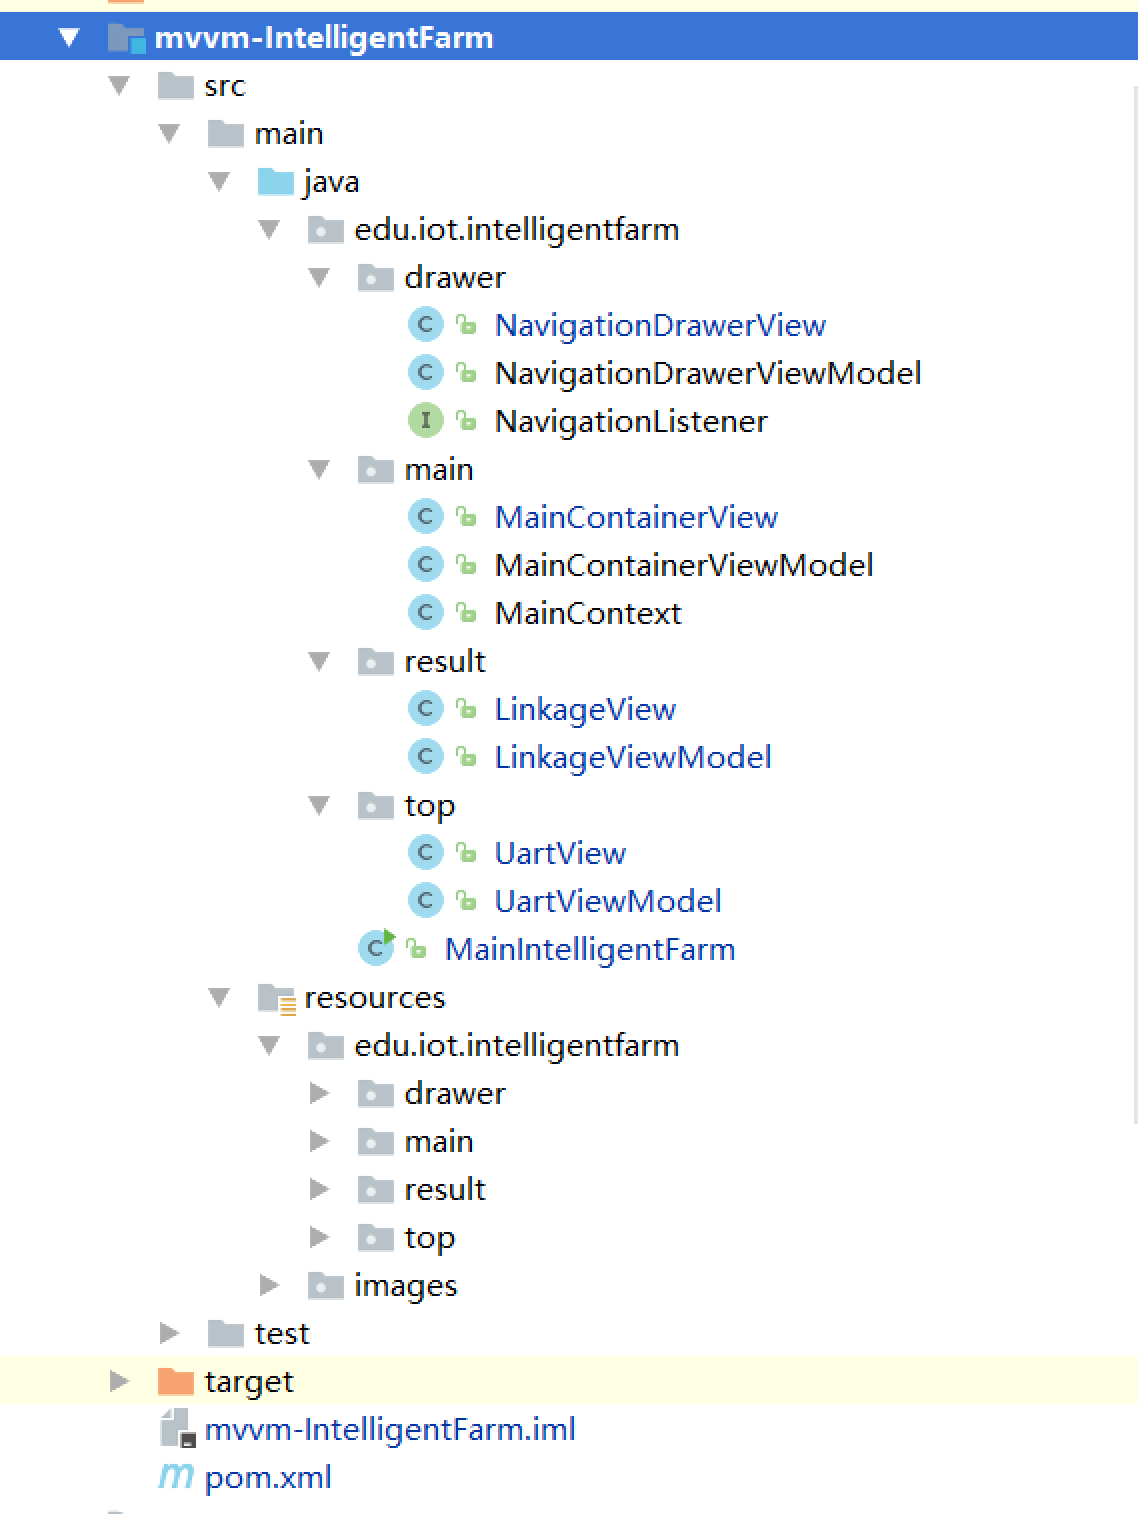 mvvm-IntelligentFarm
src
main
java
edu.iot.intelligentfarm
drawer
C NavigationDrawerView
C NavigationDrawerViewModel
I NavigationListener
main
C MainContainerView
C MainContainerViewModel
C MainContext
result
C LinkageView
C LinkageViewModel
top
C UartView
C UartViewModel
C MainIntelligentFarm
resources
edu.iot.intelligentfarm
drawer
main
result
top
images
test
target
mvvm-IntelligentFarm.iml
m pom.xml